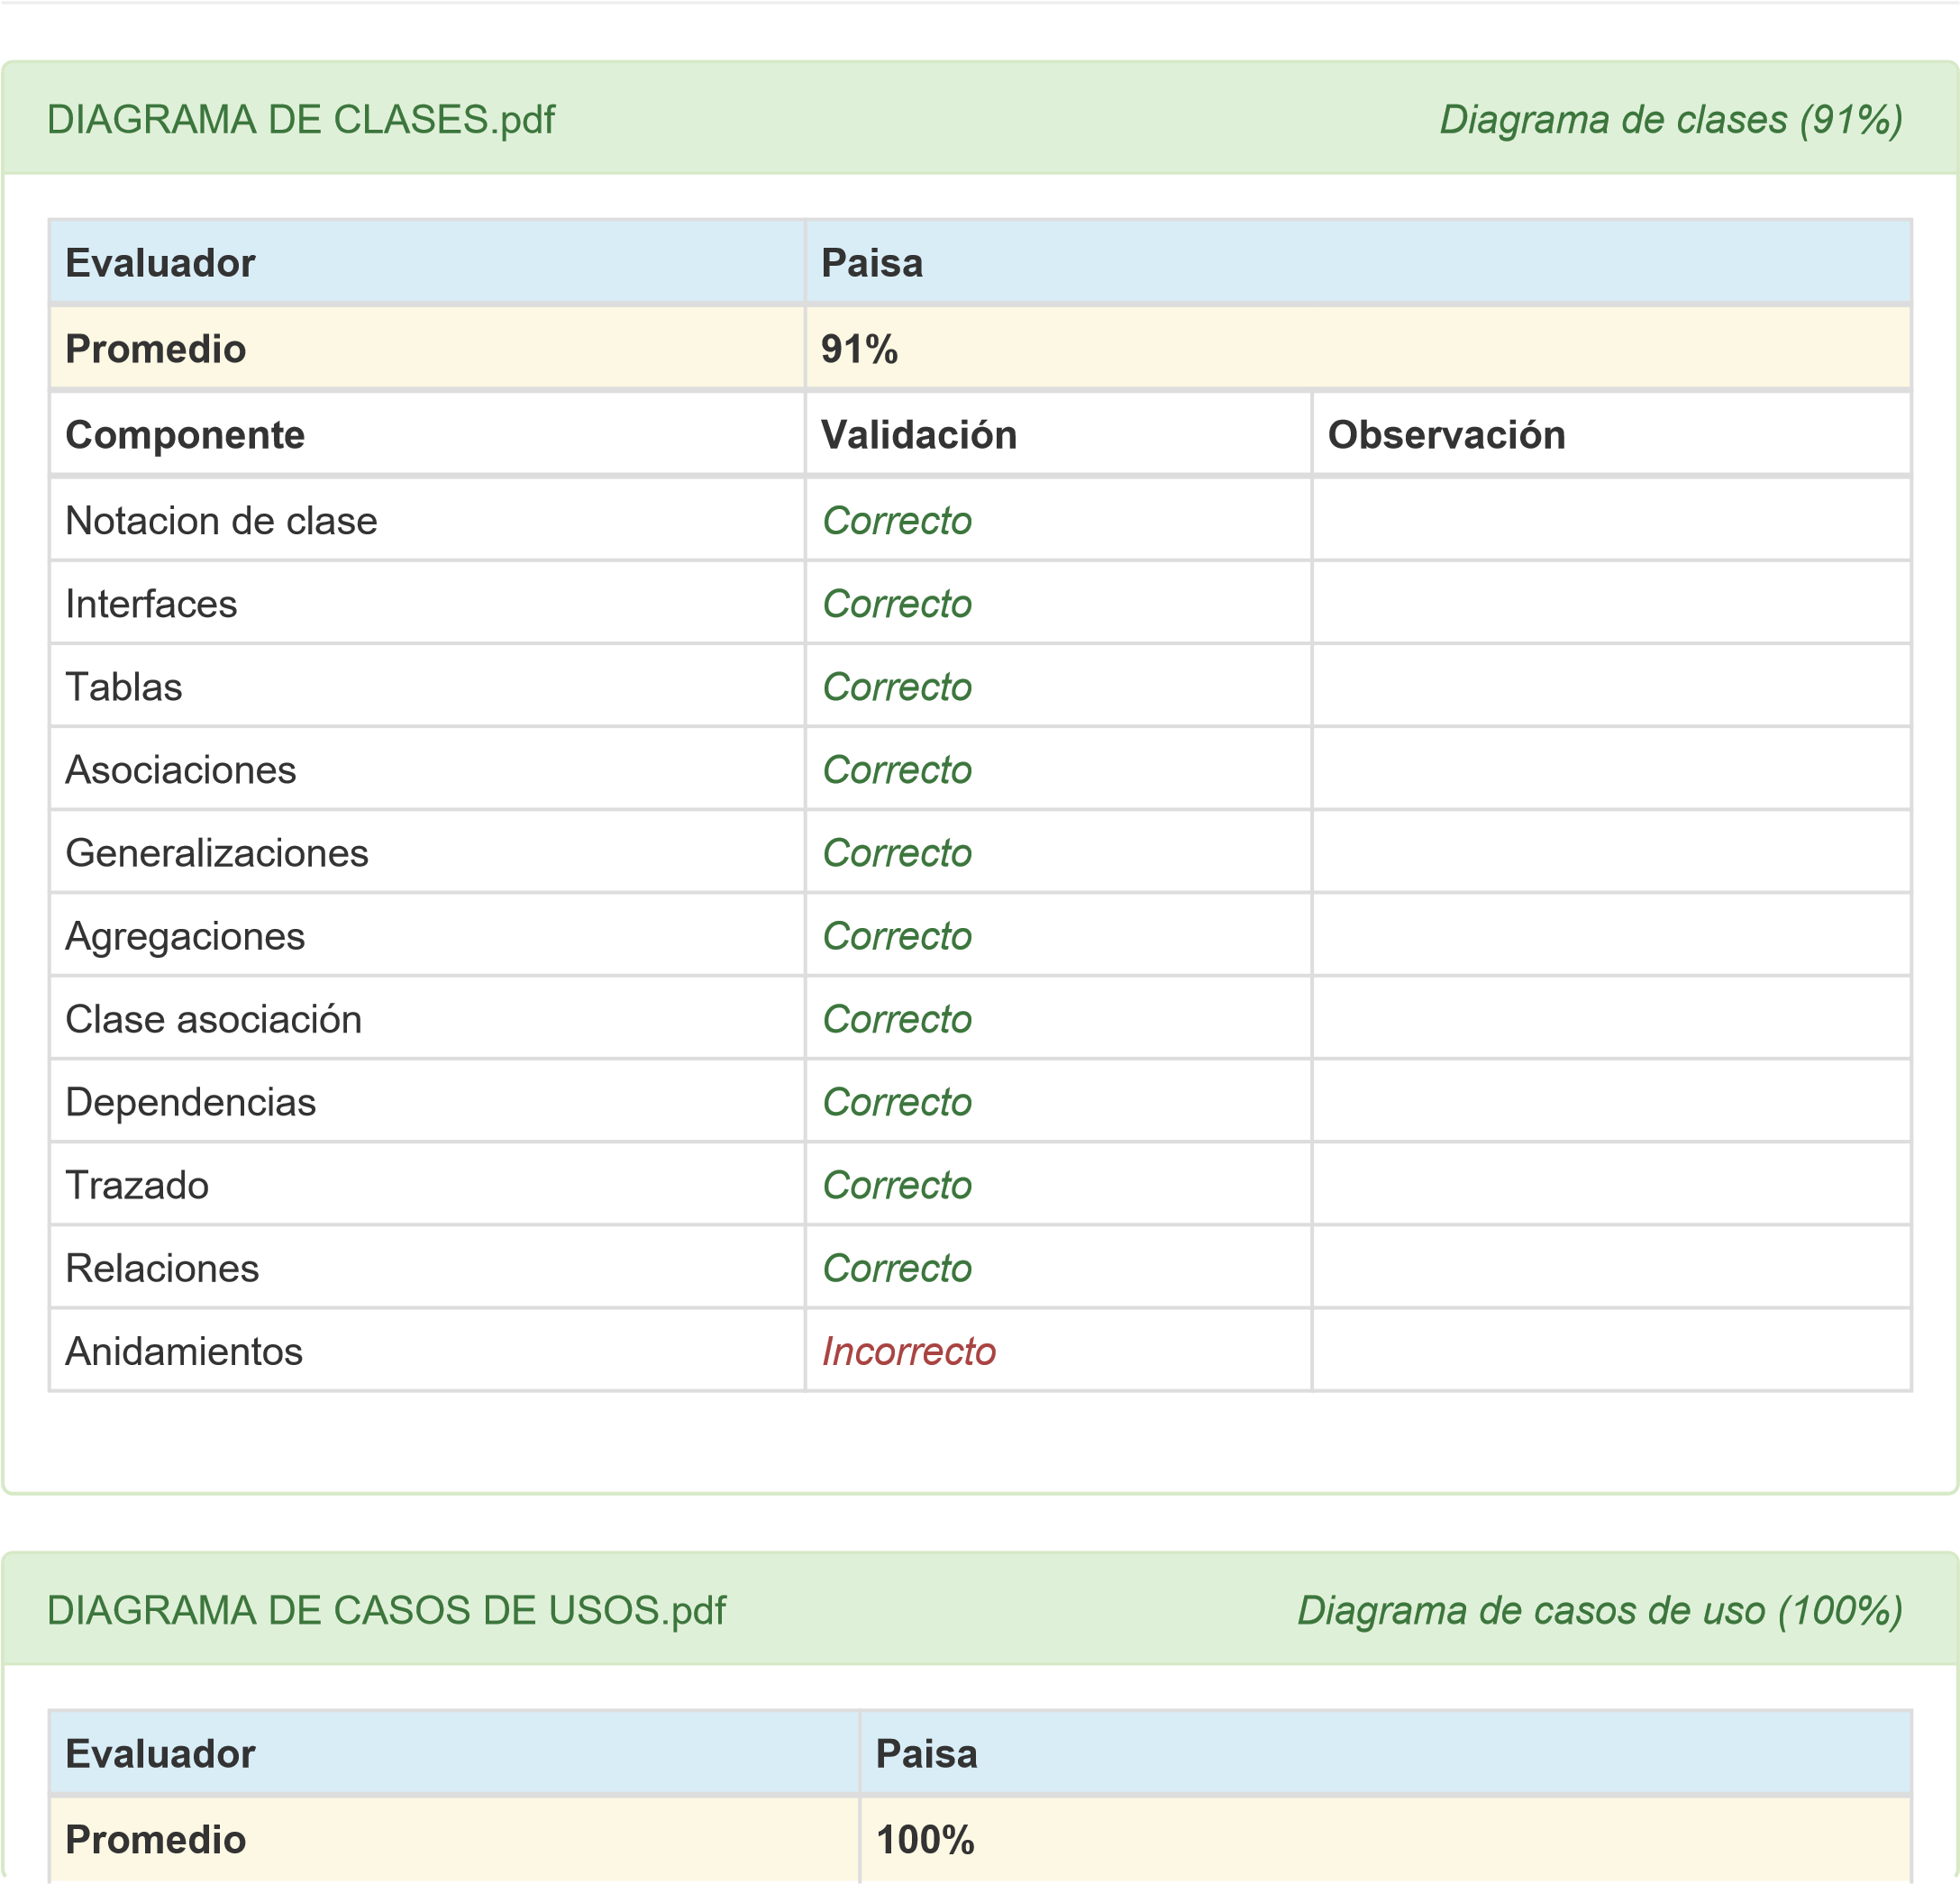 DIAGRAMA DE CLASES.pdf Diagrama de clases (91%)
Evaluador Paisa
Promedio 91%
Componente Validación Observación
Notacion de clase Correcto
Interfaces Correcto
Tablas Correcto
Asociaciones Correcto
Generalizaciones Correcto
Agregaciones Correcto
Clase asociación Correcto
Dependencias Correcto
Trazado Correcto
Relaciones Correcto
Anidamientos Incorrecto
DIAGRAMA DE CASOS DE USOS.pdf Diagrama de casos de uso (100%)
Evaluador Paisa
Promedio 100%